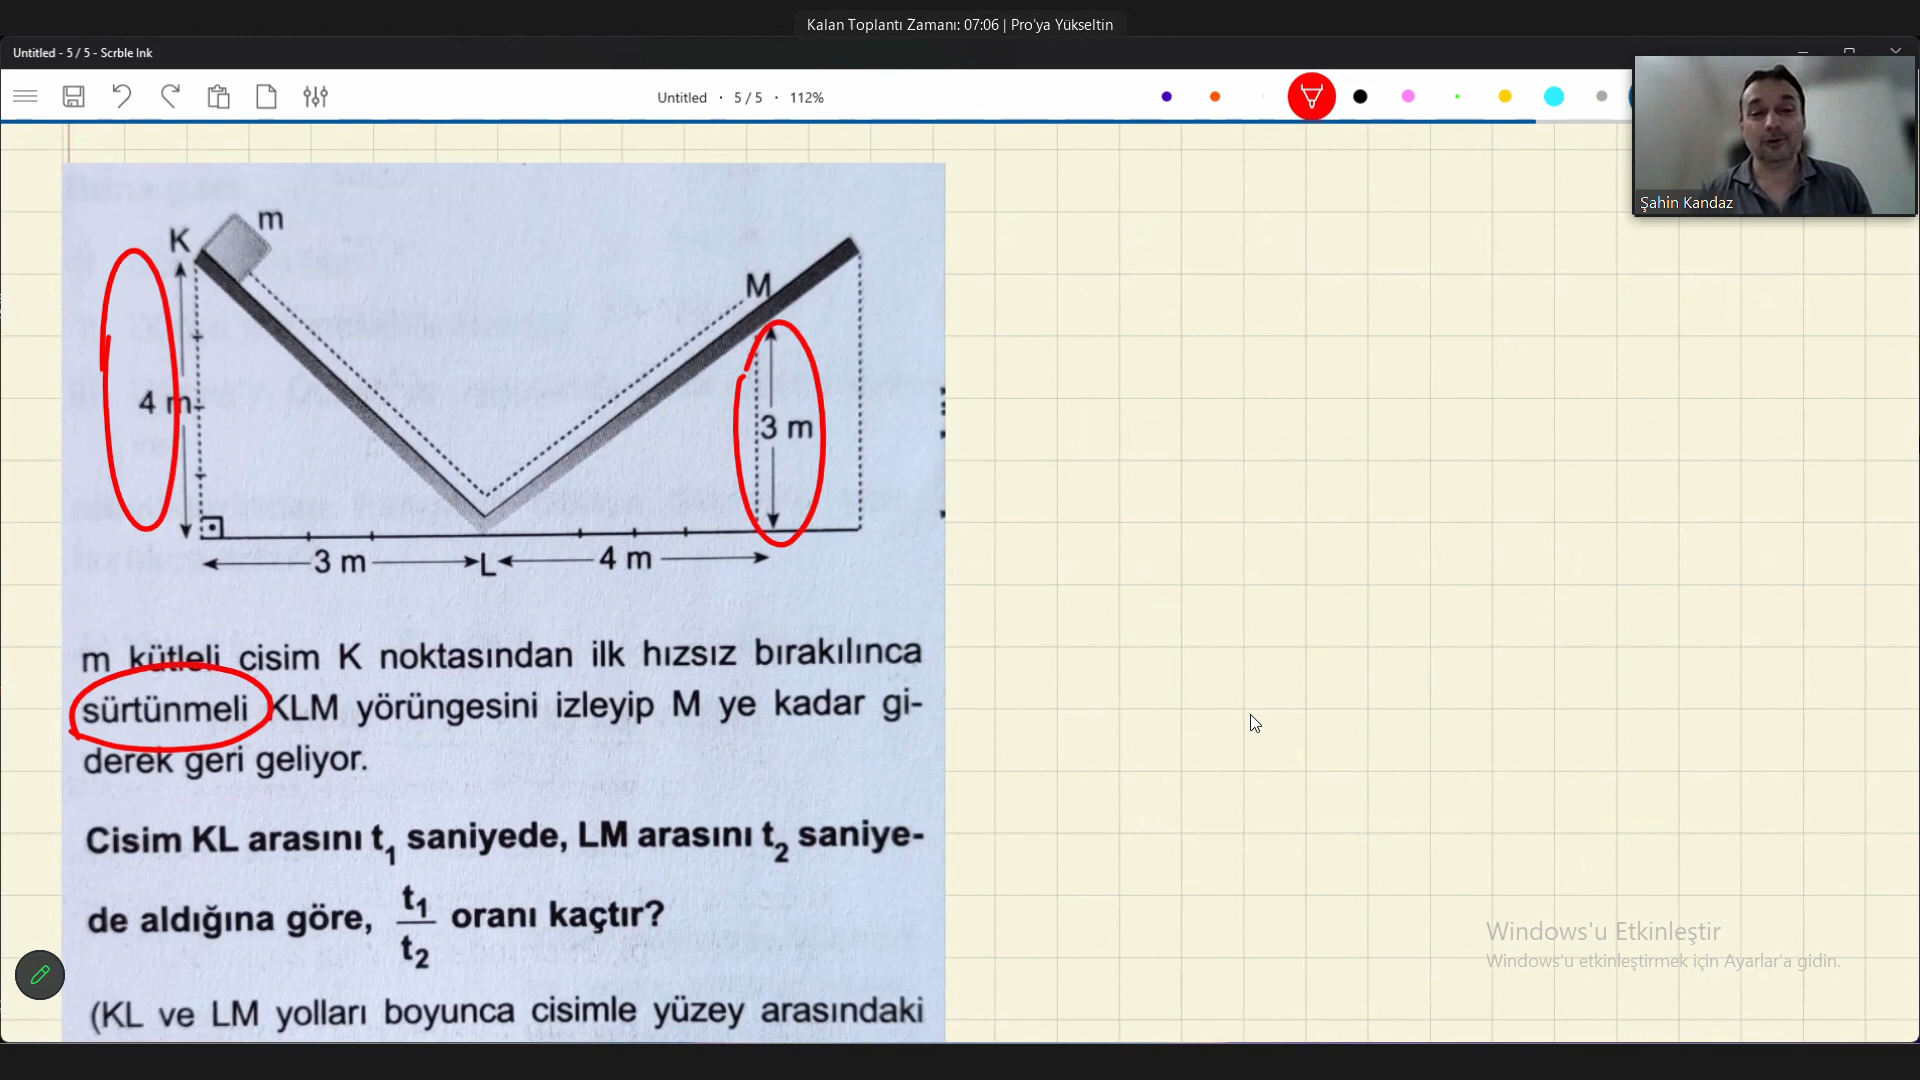 Kalan Toplantı Zamanı: 07:06 | Pro'ya Yükseltin
Untitled - 5 / 5 - Scrble Ink
Untitled · 5 / 5 · 112%
Şahin Kandaz
K
m
M
4 m
3 m
3 m
L
4 m
m kütleli cisim K noktasından ilk hızsız bırakılınca
sürtünmeli KLM yörüngesini izleyip M ye kadar gi-
derek geri geliyor.
Cisim KL arasını t1 saniyede, LM arasını t2 saniye-
de aldığına göre, t1/t2 oranı kaçtır?
(KL ve LM yolları boyunca cisimle yüzey arasındaki
Windows'u Etkinleştir
Windows'u etkinleştirmek için Ayarlar'a gidin.